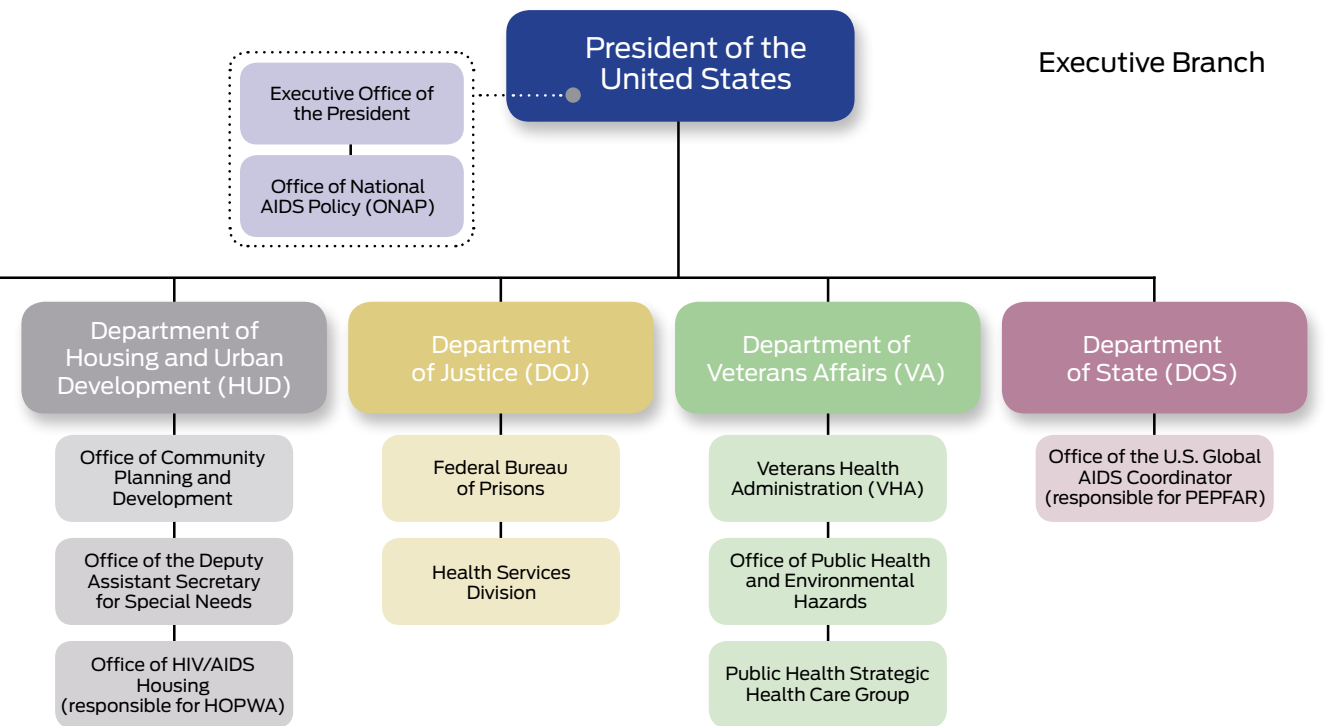 President of the
United States
Executive Branch
Executive Office of
the President
Office of National
AIDS Policy (ONAP)
Department of
Housing and Urban
Development (HUD)
Office of Community
Planning and
Development
Office of the Deputy
Assistant Secretary
for Special Needs
Office of HIV/AIDS
Housing
(responsible for HOPWA)
Department
of Justice (DOJ)
Federal Bureau
of Prisons
Health Services
Division
Department of
Veterans Affairs (VA)
Veterans Health
Administration (VHA)
Office of Public Health
and Environmental
Hazards
Public Health Strategic
Health Care Group
Department
of State (DOS)
Office of the U.S. Global
AIDS Coordinator
(responsible for PEPFAR)